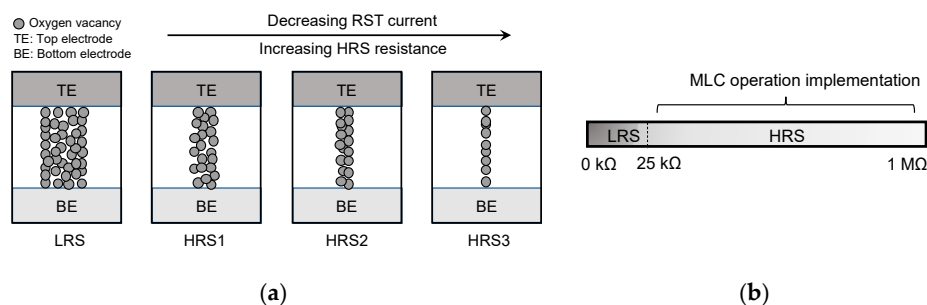 Oxygen vacancy
TE: Top electrode
BE: Bottom electrode
Decreasing RST current
Increasing HRS resistance
TE
TE
TE
TE
BE
BE
BE
BE
LRS
HRS1
HRS2
HRS3
(a)
MLC operation implementation
LRS
HRS
0 kΩ
25 kΩ
1 MΩ
(b)